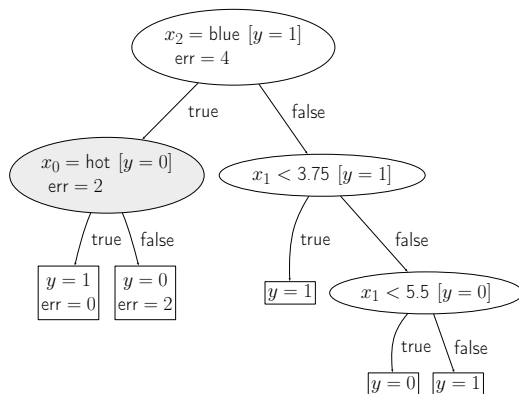 x₂ = blue [y = 1]
err = 4
true
false
x₀ = hot [y = 0]
err = 2
x₁ < 3.75 [y = 1]
true
false
true
false
y = 1
err = 0
y = 0
err = 2
y = 1
x₁ < 5.5 [y = 0]
true
false
y = 0
y = 1